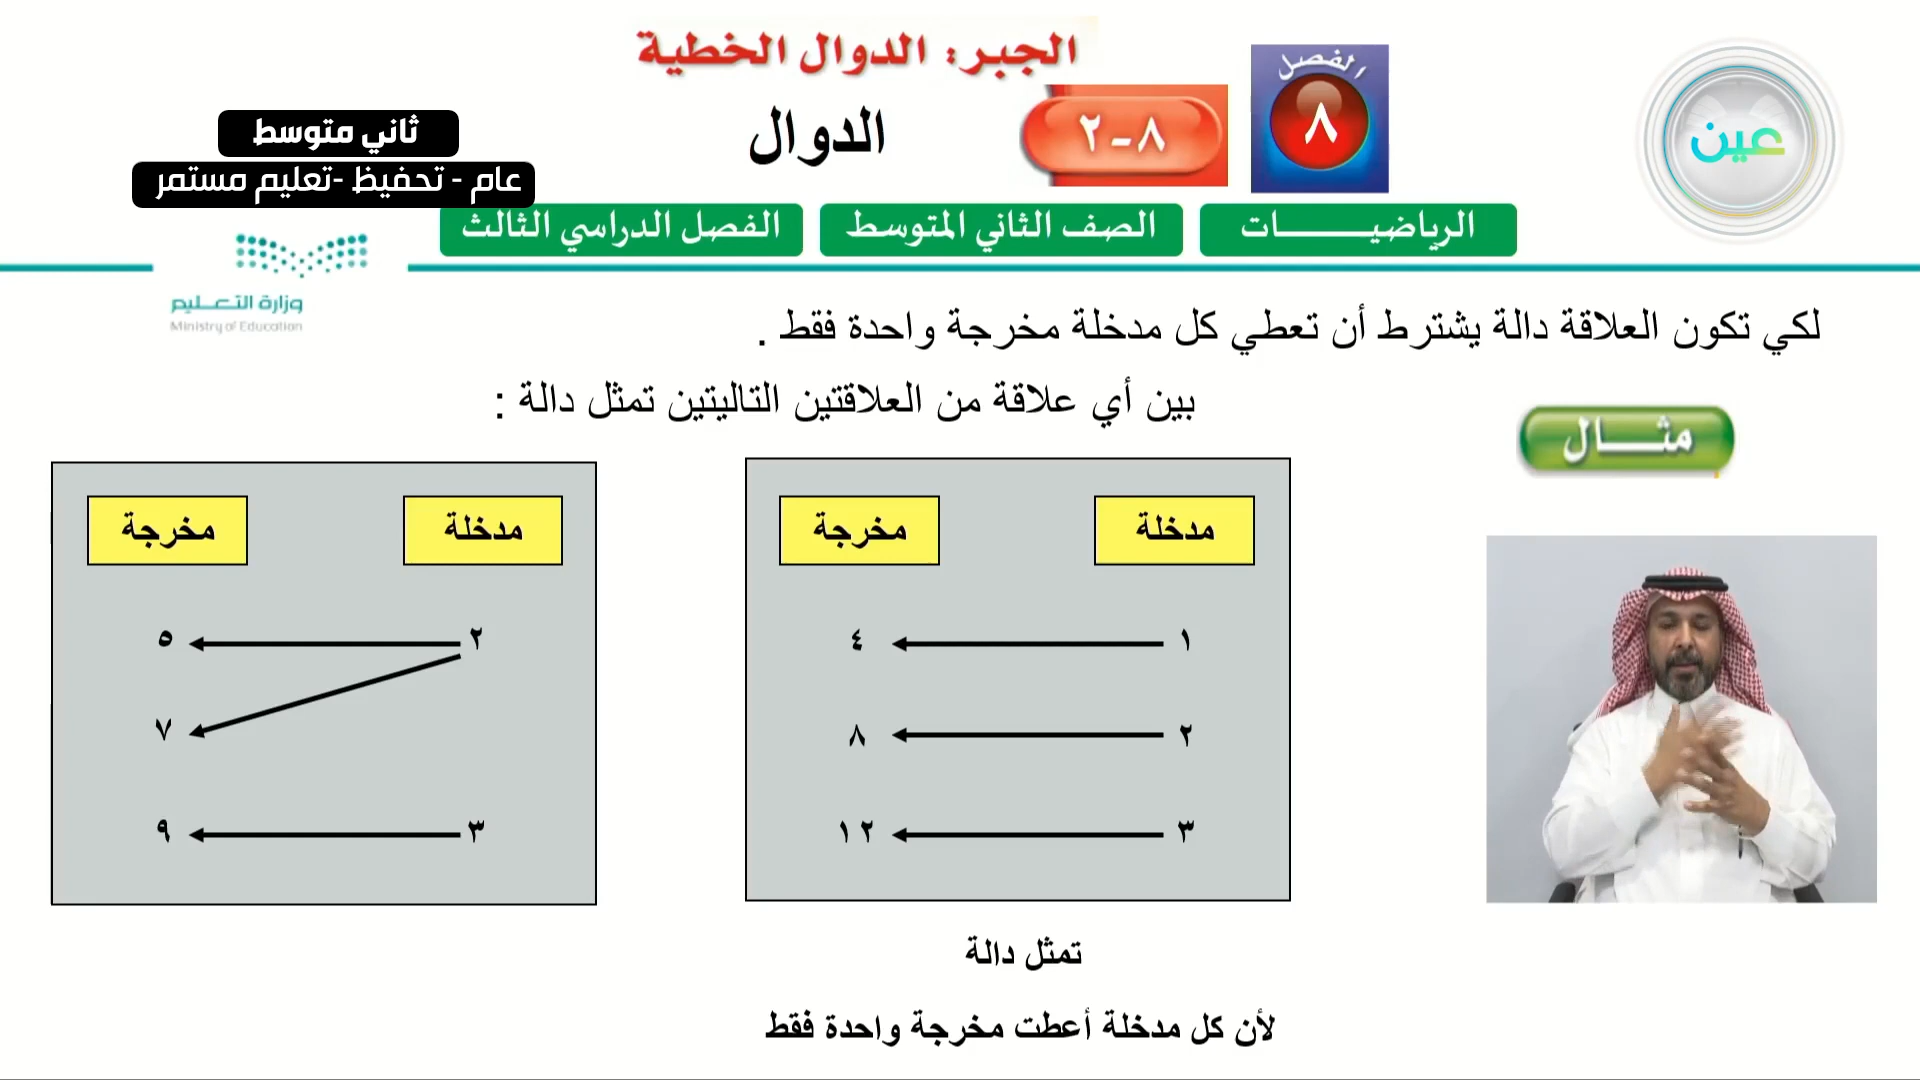 الجبر: الدوال الخطية
الفصل
٨
٨-٢
الدوال
عين
ثاني متوسط
عام - تحفيظ -تعليم مستمر
الرياضيـــــــــات
الصف الثاني المتوسط
الفصل الدراسي الثالث
وزارة التعـــليم
Ministry of Education
لكي تكون العلاقة دالة يشترط أن تعطي كل مدخلة مخرجة واحدة فقط .
مثـــال
بين أي علاقة من العلاقتين التاليتين تمثل دالة :
مدخلة مخرجة
١ ٤
٢ ٨
٣ ١٢
تمثل دالة
لأن كل مدخلة أعطت مخرجة واحدة فقط
مدخلة مخرجة
٢ ٥
٧
٣ ٩